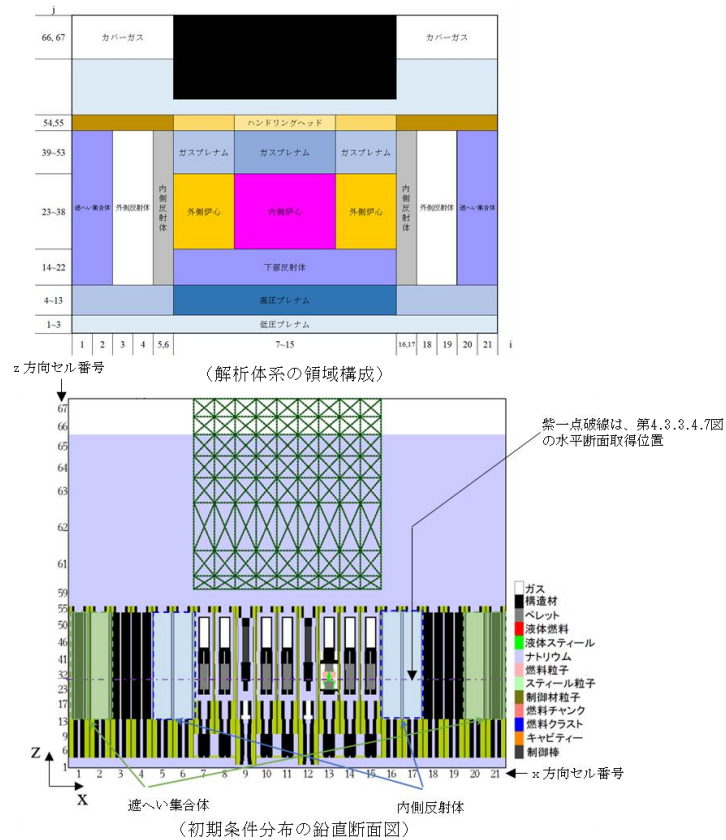 j
66, 67
カバーガス
カバーガス
54,55
ハンドリングヘッド
39~53
ガスプレナム
ガスプレナム
ガスプレナム
23~38
遮へい集合体
外側反射体
内側反射体
外側炉心
内側炉心
外側炉心
内側反射体
外側反射体
遮へい集合体
14~22
下部反射体
4~13
高圧プレナム
1~3
低圧プレナム
1 2 3 4 5,6 7~15 16,17 18 19 20 21 i
(解析体系の領域構成)
z 方向セル番号
67
66
65
64
63
62
61
59
55
50
46
41
32
23
17
13
9
6
1
紫一点破線は、第4.3.3.4.7図
の水平断面取得位置
ガス
構造材
ペレット
液体燃料
液体スティール
ナトリウム
燃料粒子
スティール粒子
制御材粒子
燃料チャンク
燃料クラスト
キャビティー
制御棒
Z
X
1 2 3 4 5 6 7 8 9 10 11 12 13 14 15 16 17 18 19 20 21
x 方向セル番号
遮へい集合体
内側反射体
(初期条件分布の鉛直断面図)